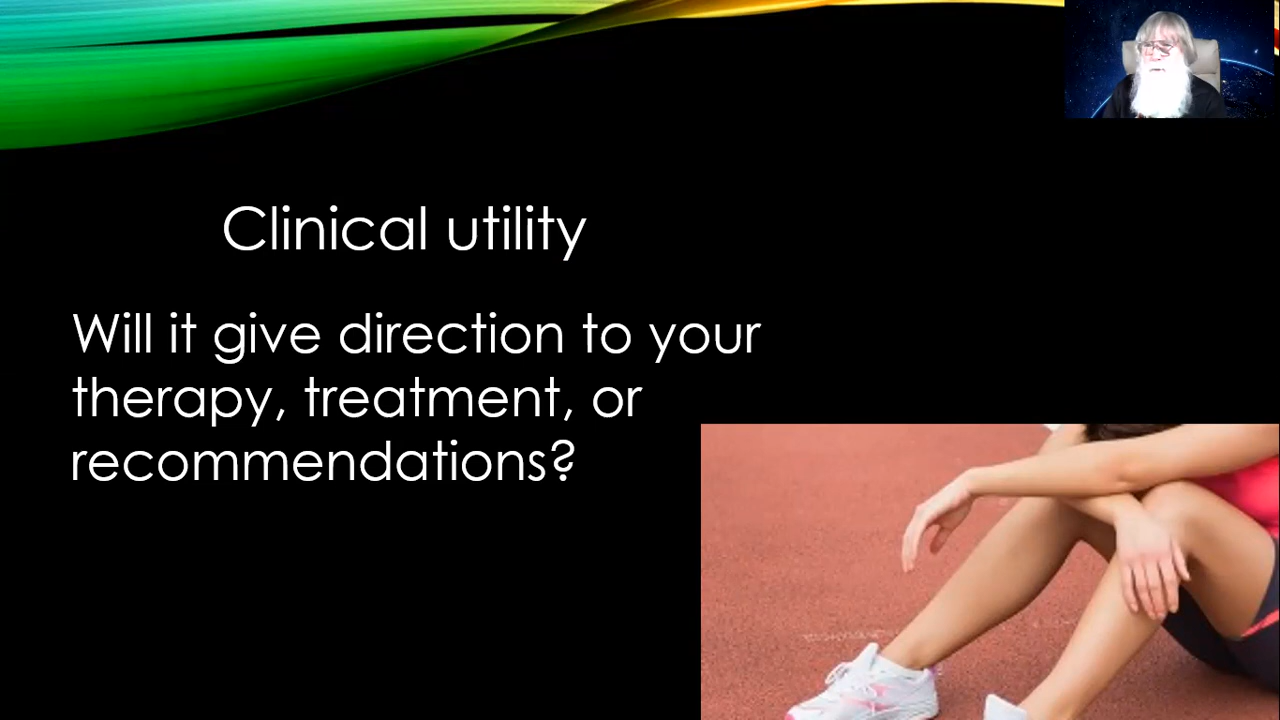 Clinical utility
Will it give direction to your
therapy, treatment, or
recommendations?